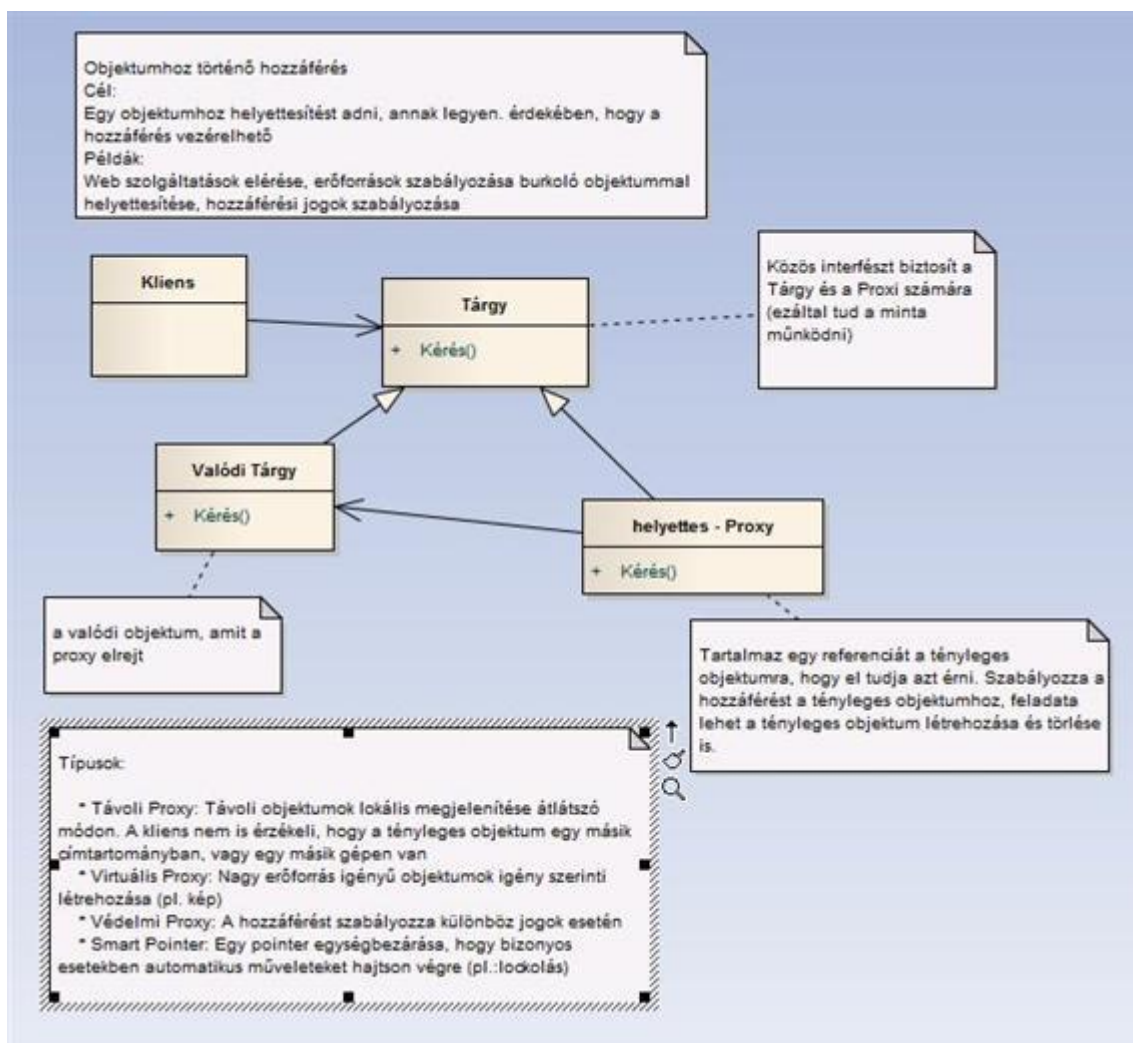 Objektumhoz történő hozzáférés
Cél:
Egy objektumhoz helyettesítést adni, annak legyen. érdekében, hogy a
hozzáférés vezérelhető
Példák:
Web szolgáltatások elérése, erőforrások szabályozása burkoló objektummal
helyettesítése, hozzáférési jogok szabályozása
Kliens
Tárgy
+ Kérés()
Közös interfészt biztosít a
Tárgy és a Proxi számára
(ezáltal tud a minta
működni)
Valódi Tárgy
+ Kérés()
helyettes - Proxy
+ Kérés()
a valódi objektum, amit a
proxy elrejt
Tartalmaz egy referenciát a tényleges
objektumra, hogy el tudja azt érni. Szabályozza a
hozzáférést a tényleges objektumhoz, feladata
lehet a tényleges objektum létrehozása és törlése
is.
Típusok:
* Távoli Proxy: Távoli objektumok lokális megjelenítése átlátszó
módon. A kliens nem is érzékeli, hogy a tényleges objektum egy másik
címtartományban, vagy egy másik gépen van
* Virtuális Proxy: Nagy erőforrás igényű objektumok igény szerinti
létrehozása (pl. kép)
* Védelmi Proxy: A hozzáférést szabályozza különböz jogok esetén
* Smart Pointer: Egy pointer egységbezárása, hogy bizonyos
esetekben automatikus műveleteket hajtson végre (pl.:lockolás)